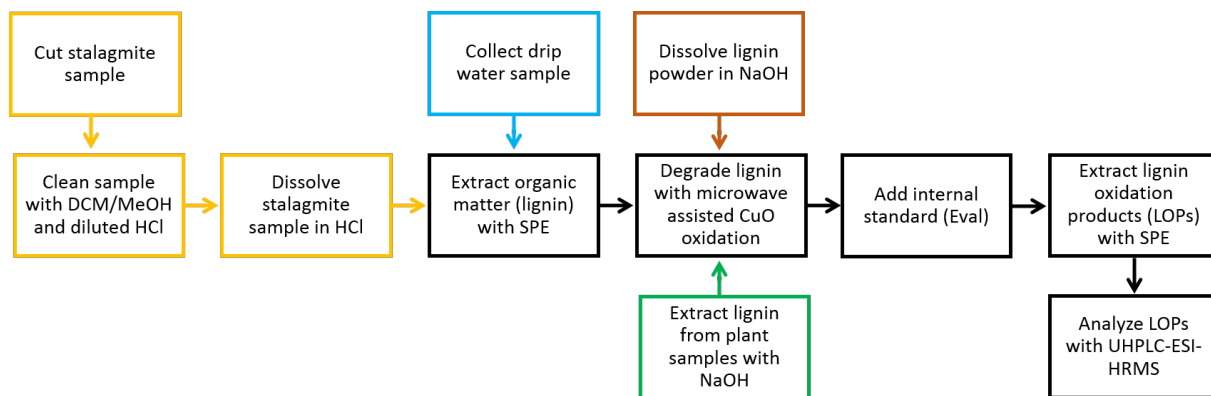 Cut stalagmite
sample
Collect drip
water sample
Dissolve lignin
powder in NaOH
Clean sample
with DCM/MeOH
and diluted HCl
Dissolve
stalagmite
sample in HCl
Extract organic
matter (lignin)
with SPE
Degrade lignin
with microwave
assisted CuO
oxidation
Add internal
standard (Eval)
Extract lignin
oxidation
products (LOPs)
with SPE
Extract lignin
from plant
samples with
NaOH
Analyze LOPs
with UHPLC-ESI-
HRMS